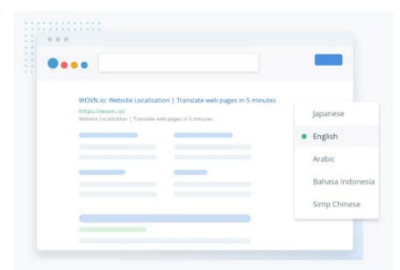 WOVN.io: Website Localization | Translate web pages in 5 minutes
https://wovn.io/
Website Localization | Translate web pages in 5 minutes
Japanese
English
Arabic
Bahasa Indonesia
Simp Chinese